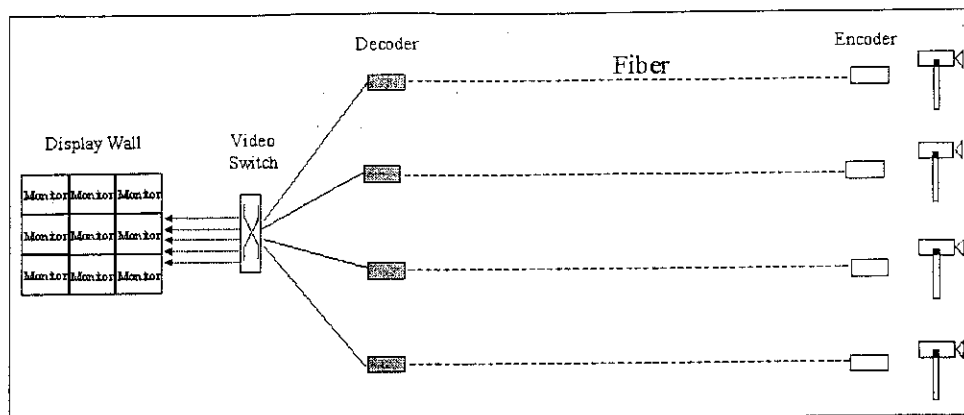 Decoder
Encoder
Fiber
Display Wall
Video
Switch
Monitor Monitor Monitor
Monitor Monitor Monitor
Monitor Monitor Monitor